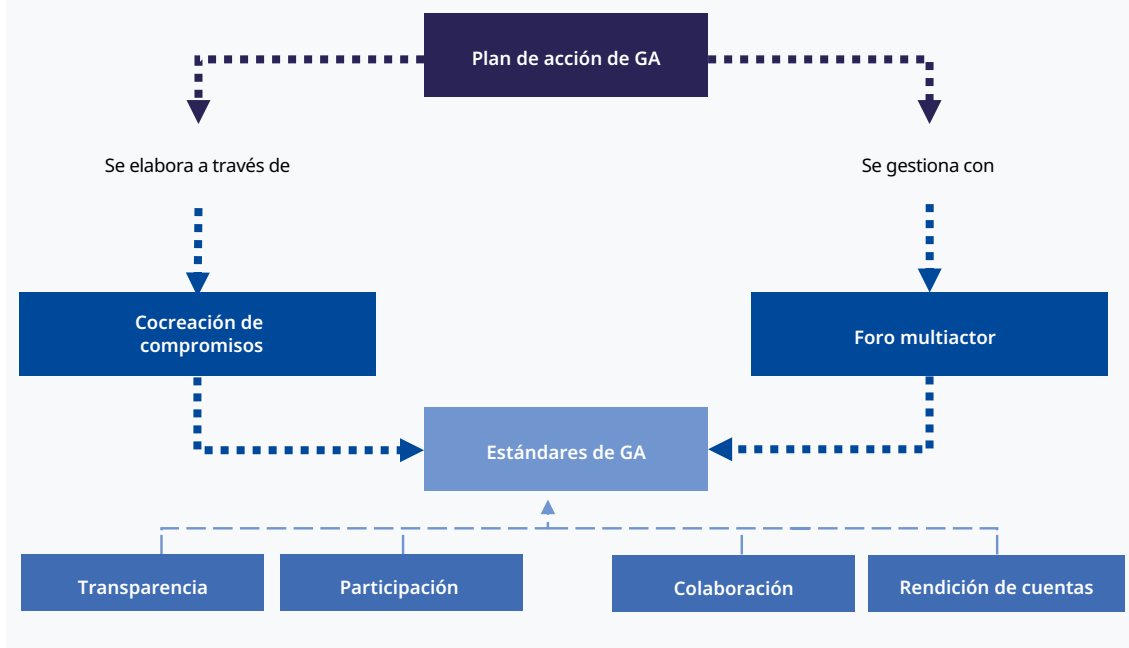 Plan de acción de GA
Se elabora a través de
Se gestiona con
Cocreación de
compromisos
Foro multiactor
Estándares de GA
Transparencia
Participación
Colaboración
Rendición de cuentas